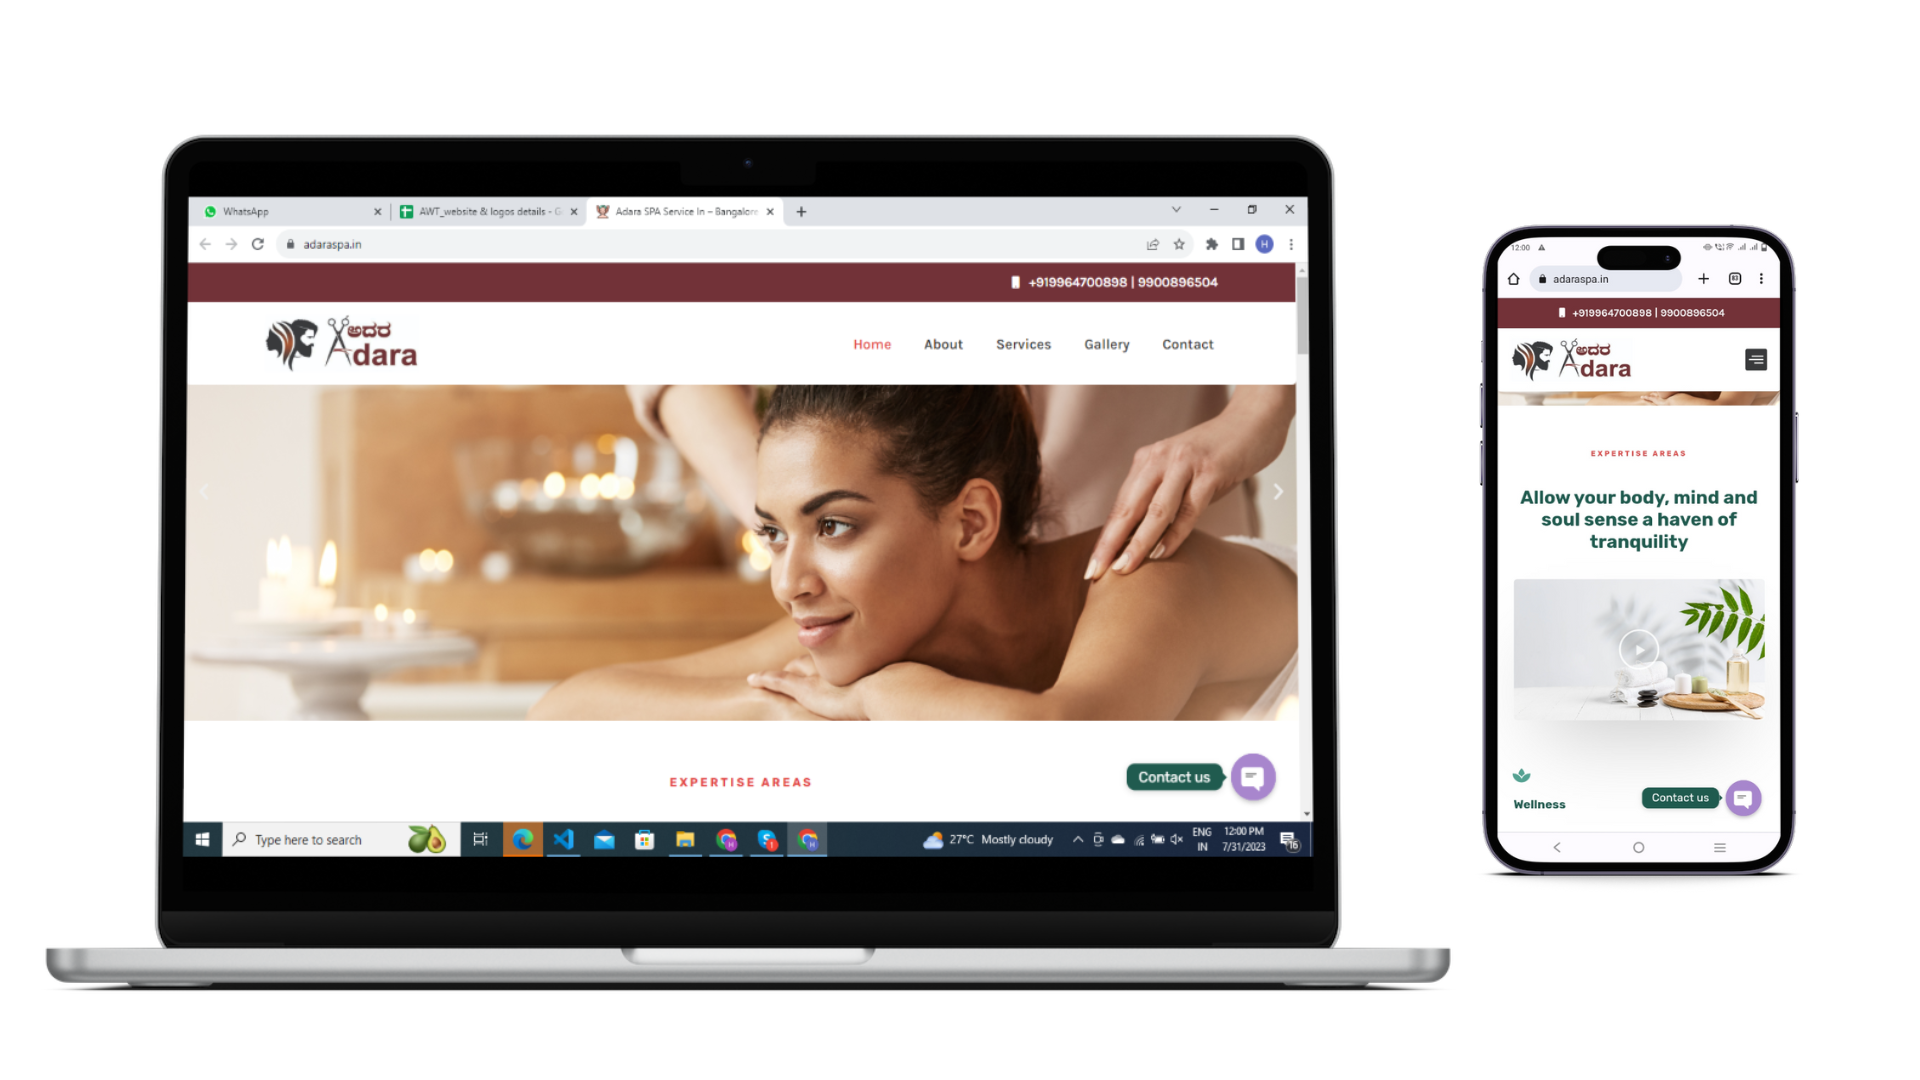 WhatsApp
AWT_website & logos details - G
Adara SPA Service In – Bangalore
adaraspa.in
H
+919964700898 | 9900896504
ಅದರ
Adara
Home
About
Services
Gallery
Contact
EXPERTISE AREAS
Contact us
Type here to search
27°C Mostly cloudy
ENG
IN
12:00 PM
7/31/2023
16
12:00
adaraspa.in
+919964700898 | 9900896504
ಅದರ
Adara
EXPERTISE AREAS
Allow your body, mind and
soul sense a haven of
tranquility
Wellness
Contact us